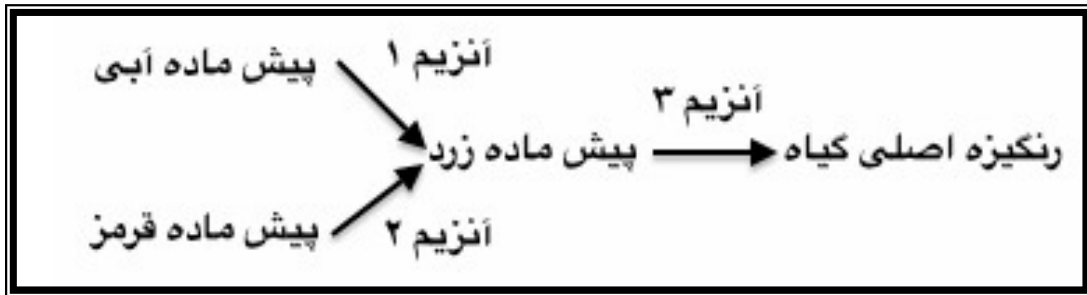 آنزیم ۱
پیش ماده آبی
آنزیم ۳
رنگیزه اصلی گیاه
پیش ماده زرد
پیش ماده قرمز
آنزیم ۲